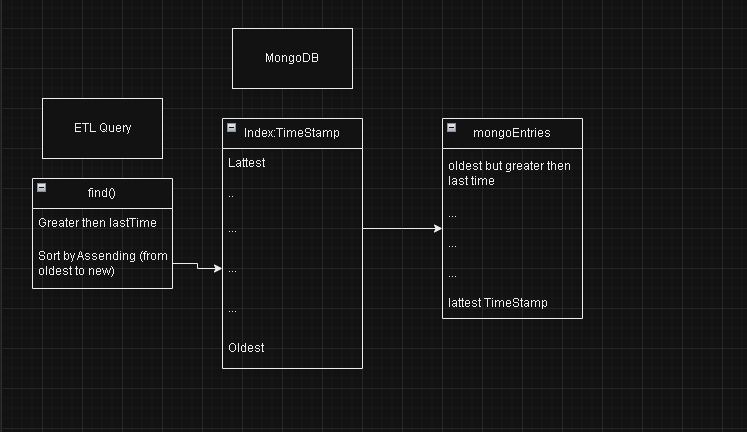 MongoDB
ETL Query
find()
Greater then lastTime
Sort by Assending (from
oldest to new)
Index:TimeStamp
Lattest
..
...
...
...
Oldest
mongoEntries
oldest but greater then
last time
...
...
...
lattest TimeStamp